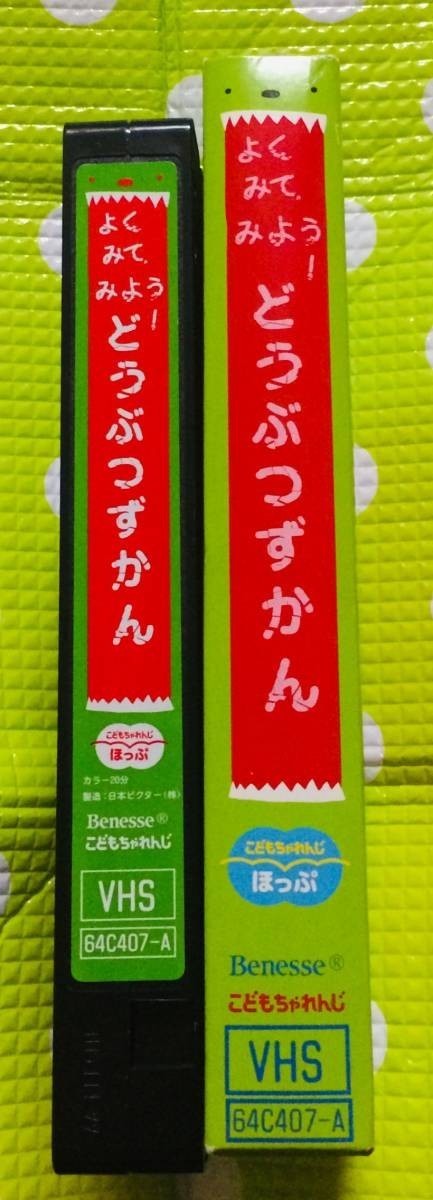 よく
みて、
みよう！
どうぶつずかん
こどもちゃれんじ
ほっぷ
カラー20分
製造：日本ビクター(株)
Benesse®
こどもちゃれんじ
VHS
64C407-A
よく
みて、
みよう！
どうぶつずかん
こどもちゃれんじ
ほっぷ
Benesse®
こどもちゃれんじ
VHS
64C407-A